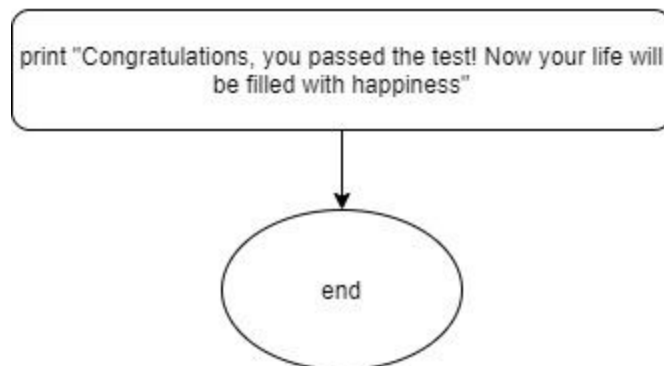 print "Congratulations, you passed the test! Now your life will
be filled with happiness"
end